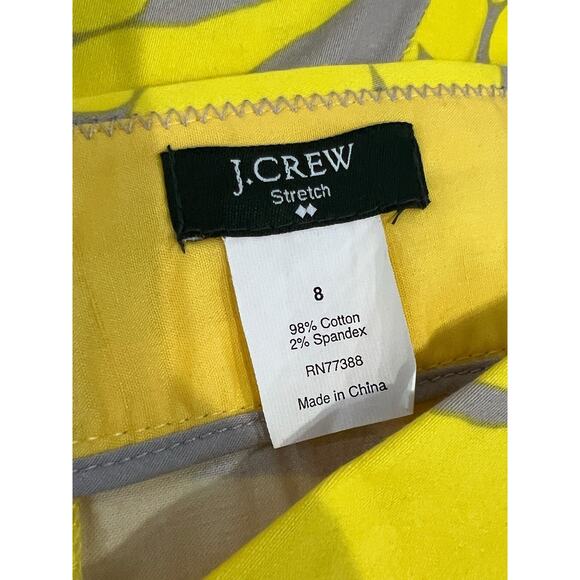 J.CREW
Stretch
8
98% Cotton
2% Spandex
RN77388
Made in China